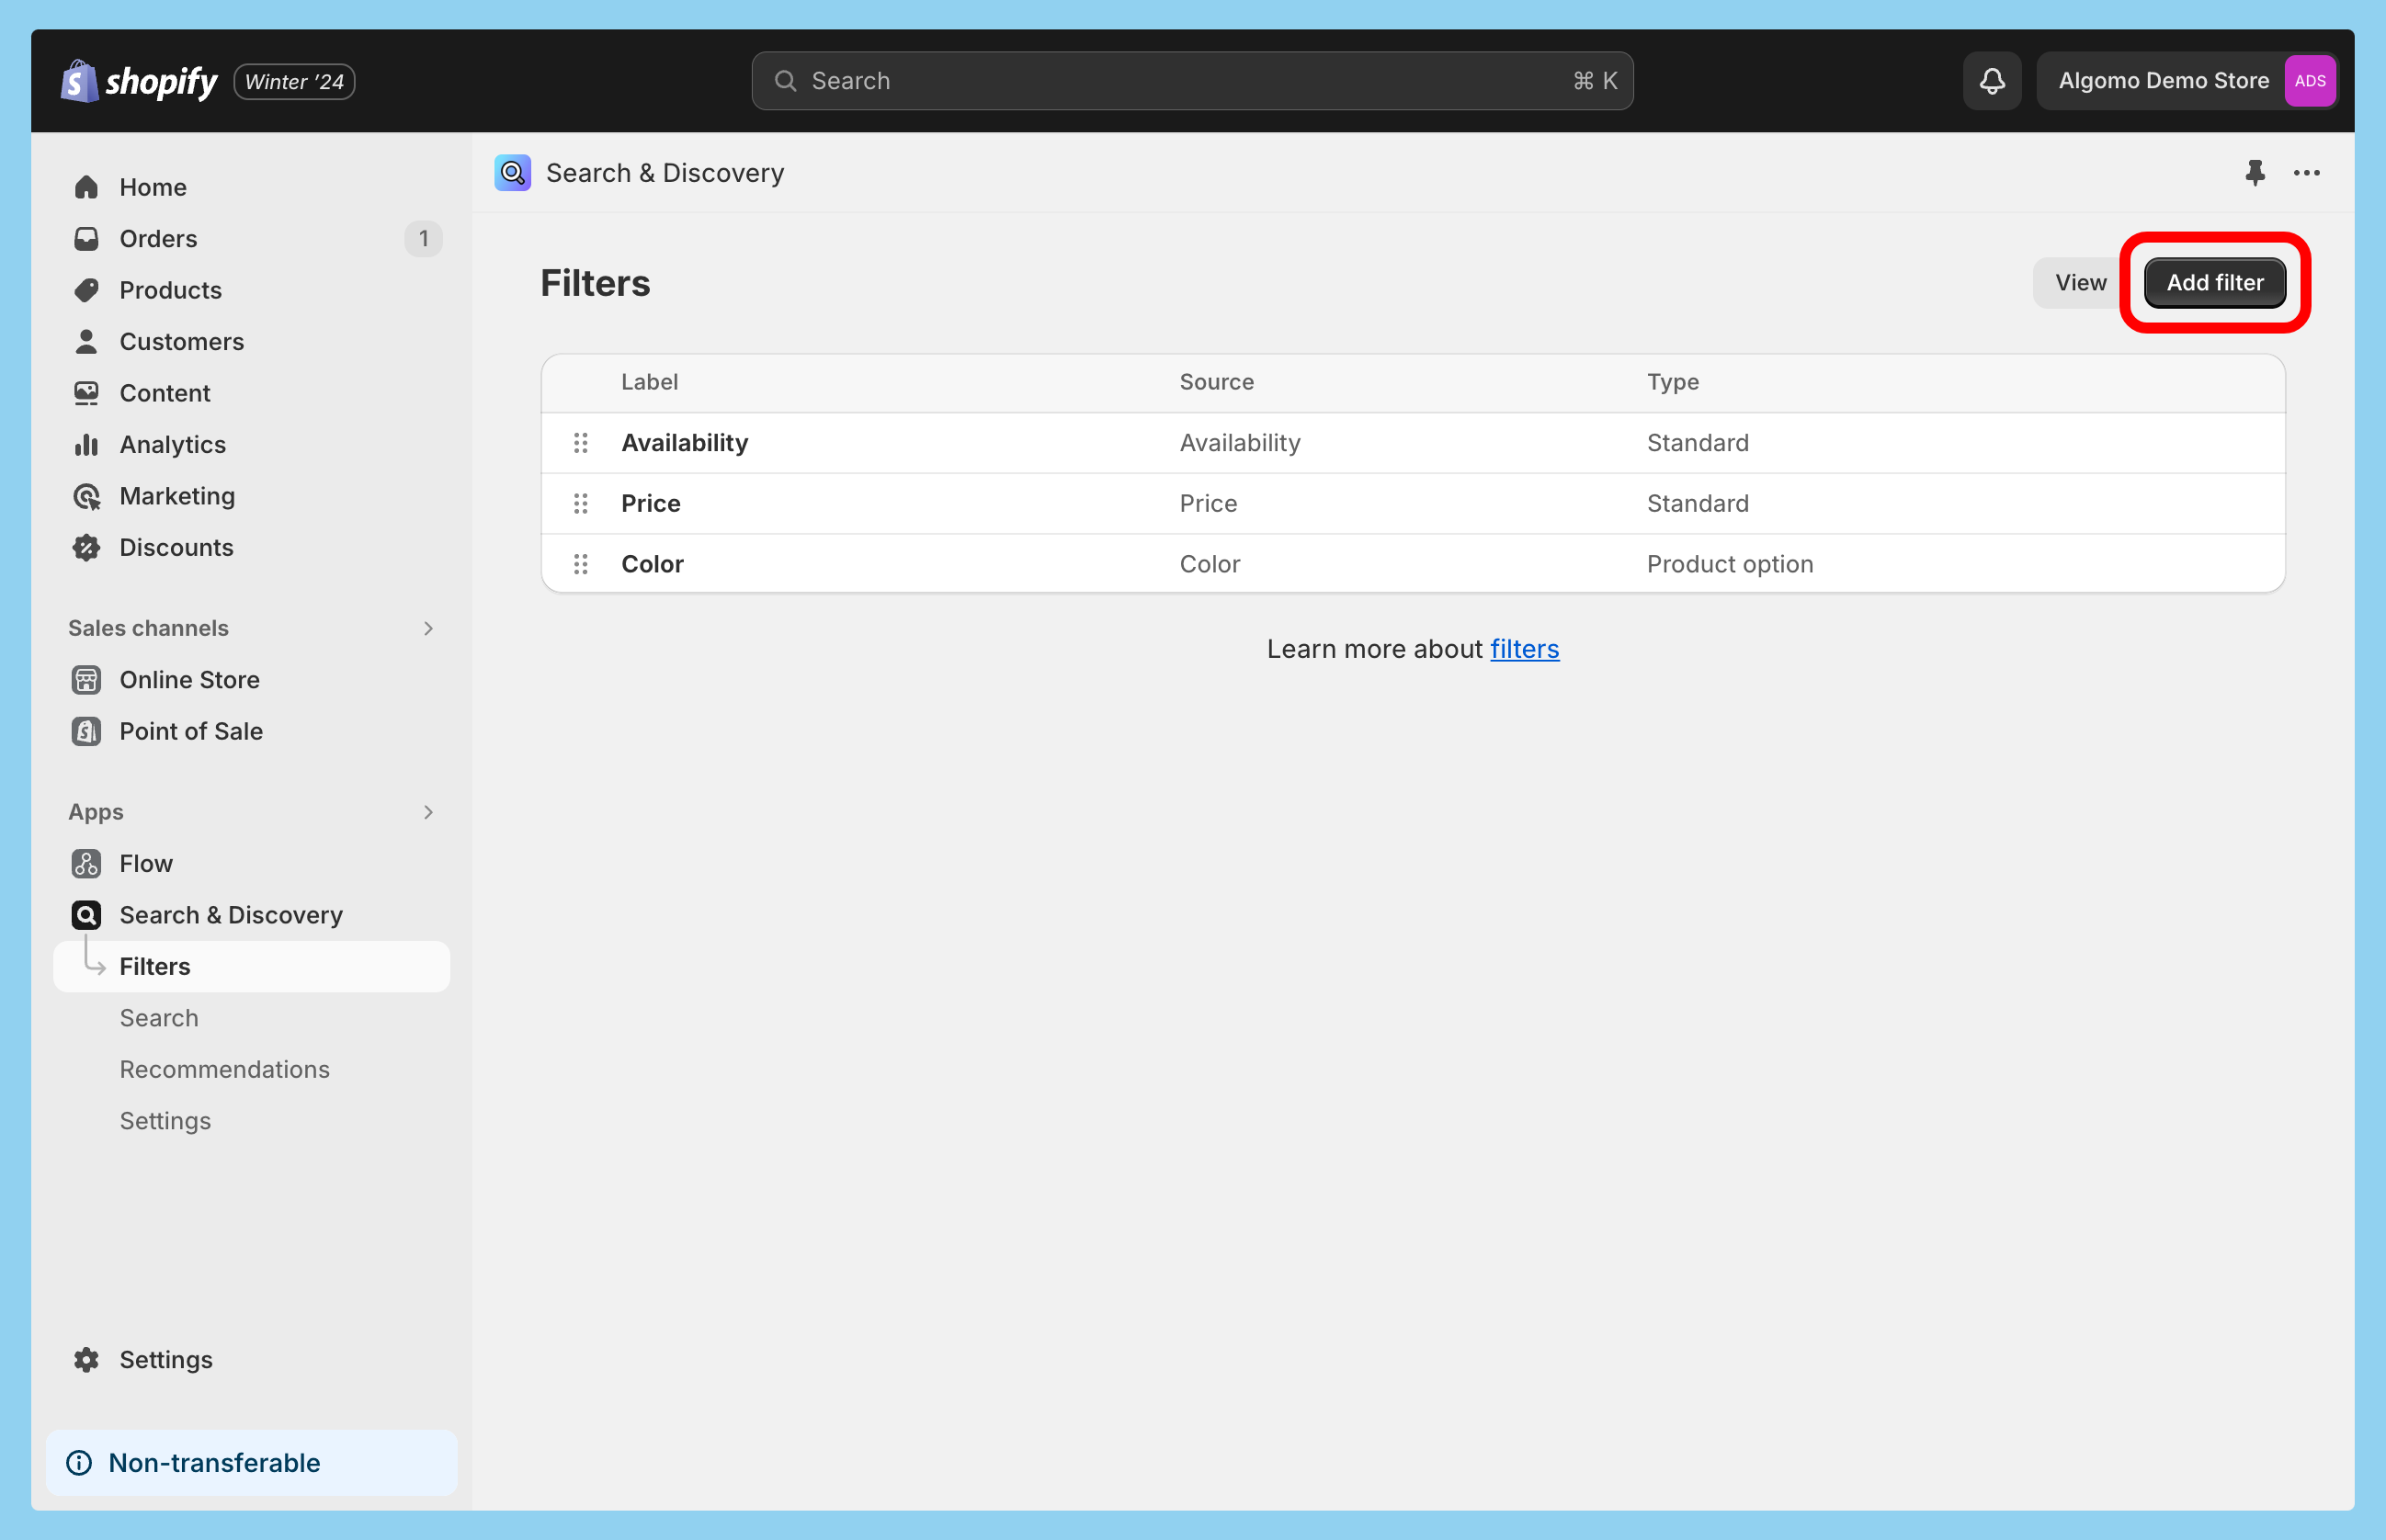 shopify Winter ’24
Search ⌘ K
Algomo Demo Store ADS
Home
Orders 1
Products
Customers
Content
Analytics
Marketing
Discounts
Sales channels
Online Store
Point of Sale
Apps
Flow
Search & Discovery
Filters
Search
Recommendations
Settings
Settings
Non-transferable
Search & Discovery
Filters
View Add filter
Label Source Type
Availability Availability Standard
Price Price Standard
Color Color Product option
Learn more about filters